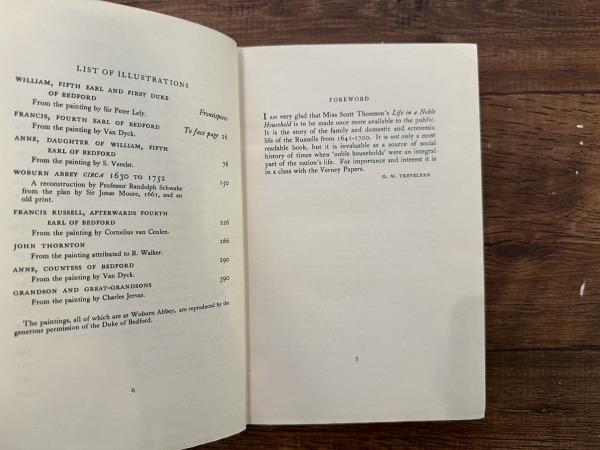 LIST OF ILLUSTRATIONS
WILLIAM, FIFTH EARL AND FIRST DUKE
OF BEDFORD Frontispiece
From the painting by Sir Peter Lely.
FRANCIS, FOURTH EARL OF BEDFORD To face page 26
From the painting by Van Dyck.
ANNE, DAUGHTER OF WILLIAM, FIFTH
EARL OF BEDFORD 78
From the painting by S. Verelst.
WOBURN ABBEY CIRCA 1630 TO 1752 150
A reconstruction by Professor Randolph Schwabe
from the plan by Sir Jonas Moore, 1661, and an
old print.
FRANCIS RUSSELL, AFTERWARDS FOURTH
EARL OF BEDFORD 226
From the painting by Cornelius van Ceulen.
JOHN THORNTON 266
From the painting attributed to R. Walker.
ANNE, COUNTESS OF BEDFORD 290
From the painting by Van Dyck.
GRANDSON AND GREAT-GRANDSONS 390
From the painting by Charles Jervas.
The paintings, all of which are at Woburn Abbey, are reproduced by the
generous permission of the Duke of Bedford.
6
FOREWORD
I AM very glad that Miss Scott Thomson's Life in a Noble
Household is to be made once more available to the public.
It is the story of the family and domestic and economic
life of the Russells from 1641-1700. It is not only a most
readable book, but it is invaluable as a source of social
history of times when 'noble households' were an integral
part of the nation's life. For importance and interest it is
in a class with the Verney Papers.
G. M. TREVELYAN
7